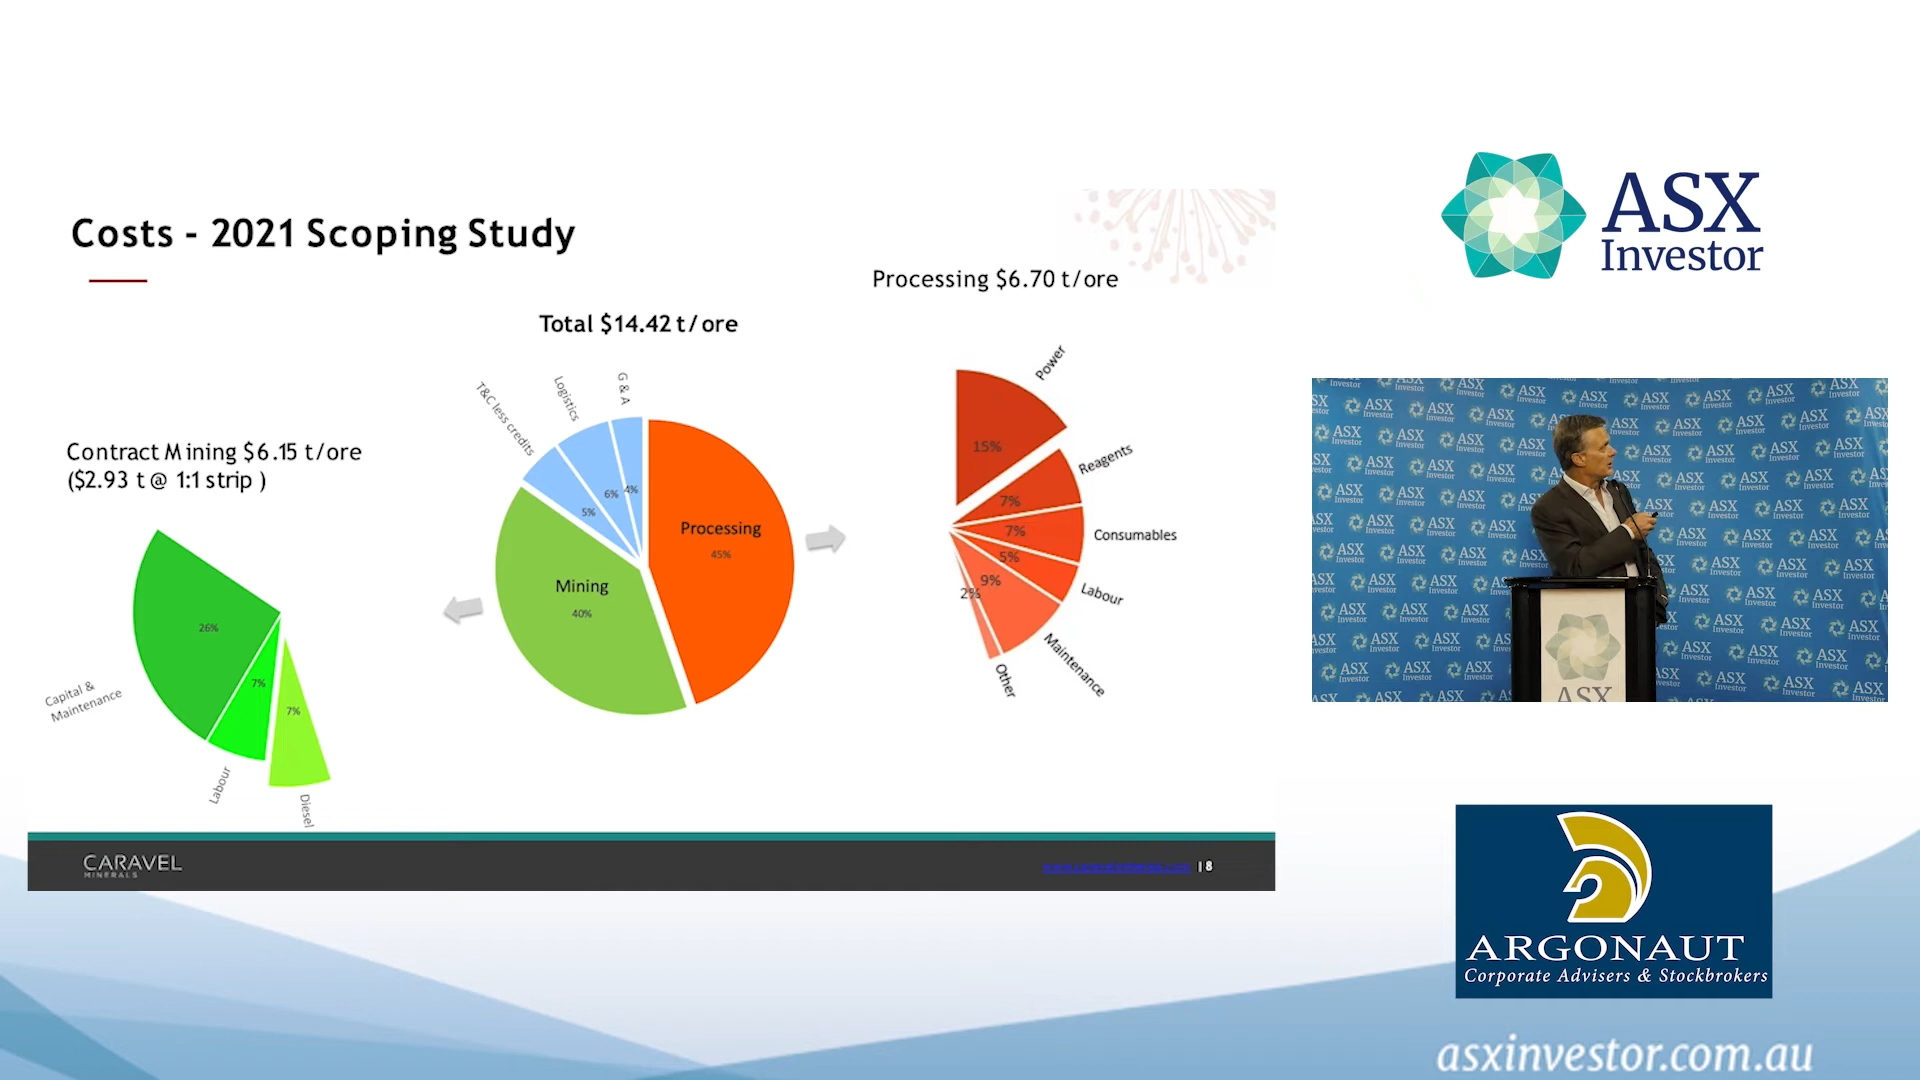 Costs - 2021 Scoping Study
Processing $6.70 t/ore
Total $14.42 t/ore
Contract Mining $6.15 t/ore
($2.93 t @ 1:1 strip )
T&C less credits
Logistics
G & A
5%
6%
4%
Processing
45%
Mining
40%
Power
15%
Reagents
7%
Consumables
7%
Labour
5%
Maintenance
9%
Other
2%
26%
7%
7%
Capital &
Maintenance
Labour
Diesel
CARAVEL
MINERALS
| 8
ASX
Investor
ASX
ARGONAUT
Corporate Advisers & Stockbrokers
asxinvestor.com.au